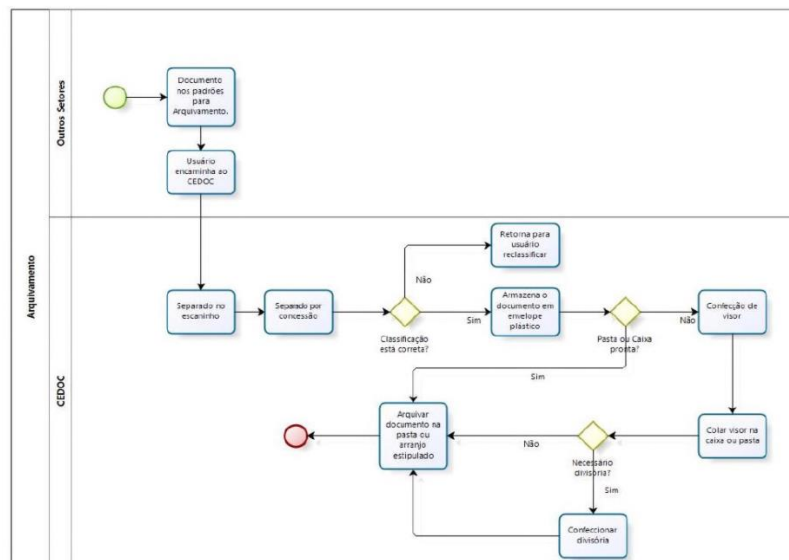 Arquivamento
Outros Setores
Documento
nos padrões
para
Arquivamento.
Usuário
encaminha ao
CEDOC
CEDOC
Retorna para
usuário
reclassificar
Não
Separado no
escaninho
Separado por
concessão
Classificação
está correta?
Sim
Armazena o
documento em
envelope
plástico
Pasta ou Caixa
pronta?
Não
Confecção de
visor
Sim
Arquivar
documento na
pasta ou
arranjo
estipulado
Não
Necessário
divisória?
Colar visor na
caixa ou pasta
Sim
Confeccionar
divisória